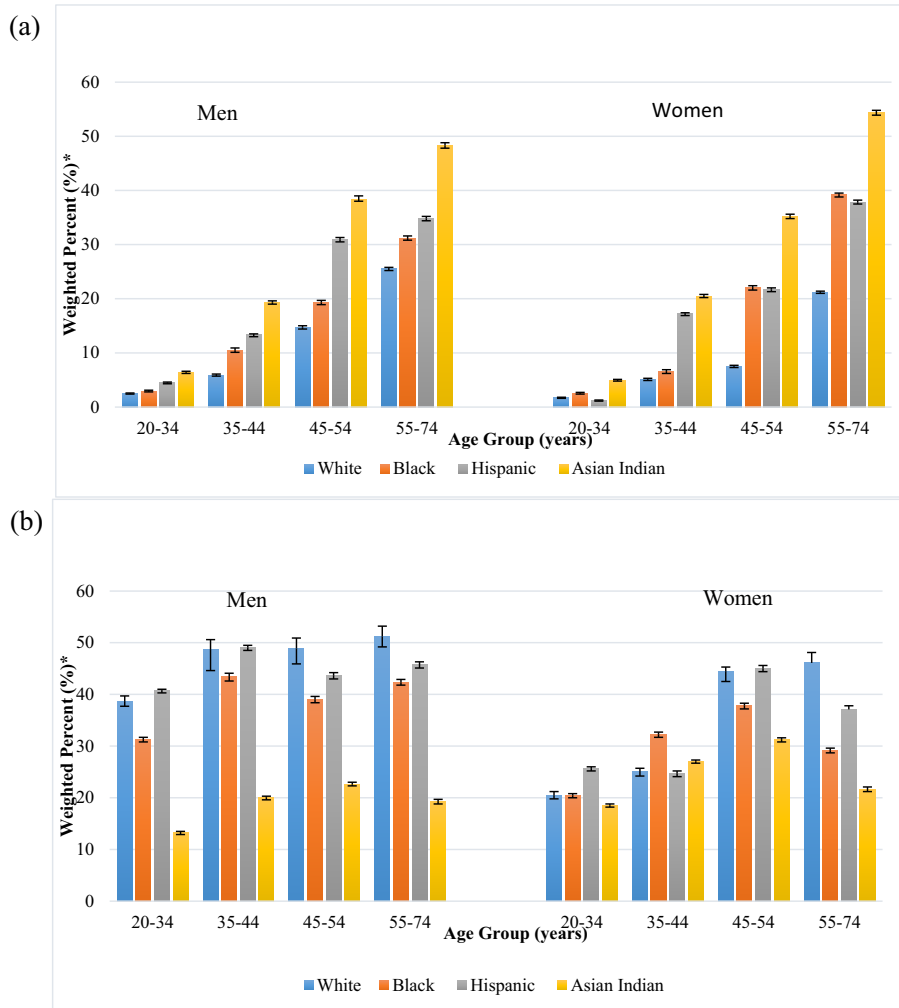 (a)
60
50
40
30
20
10
0
Weighted Percent (%)*
Men
Women
20-34 35-44 45-54 55-74 20-34 35-44 45-54 55-74
Age Group (years)
White Black Hispanic Asian Indian
(b)
60
50
40
30
20
10
0
Weighted Percent (%)*
Men
Women
20-34 35-44 45-54 55-74 20-34 35-44 45-54 55-74
Age Group (years)
White Black Hispanic Asian Indian